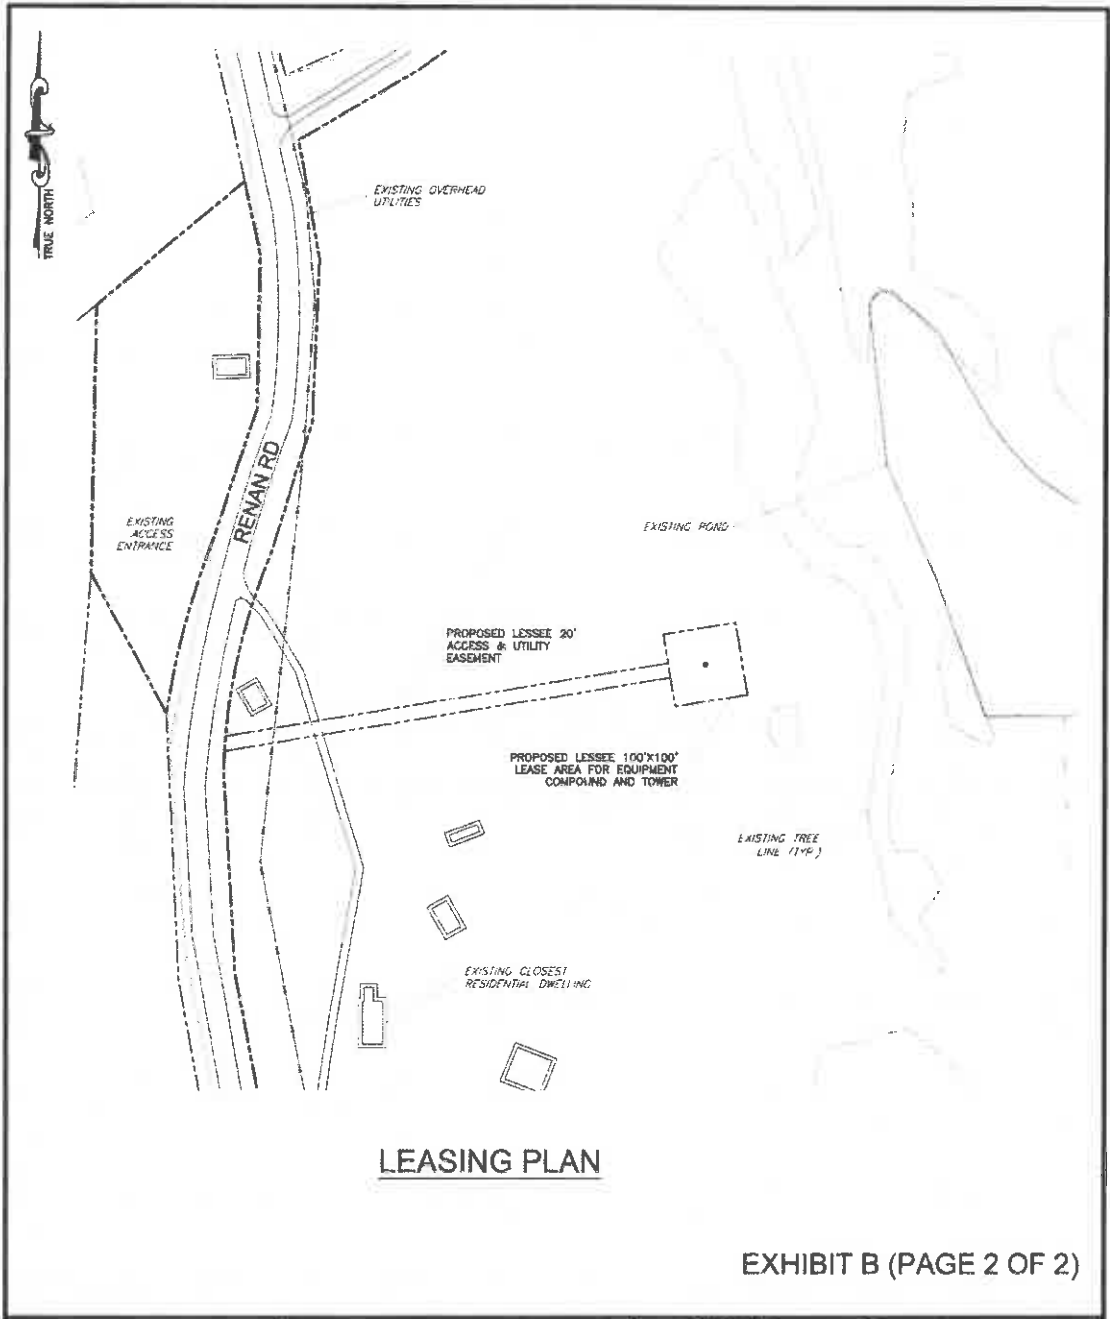 TRUE NORTH
EXISTING OVERHEAD
UTILITIES
RENAN RD
EXISTING
ACCESS
ENTRANCE
EXISTING POND
PROPOSED LESSEE 20'
ACCESS & UTILITY
EASEMENT
PROPOSED LESSEE 100'X100'
LEASE AREA FOR EQUIPMENT
COMPOUND AND TOWER
EXISTING TREE
LINE (TYP.)
EXISTING CLOSEST
RESIDENTIAL DWELLING
LEASING PLAN
EXHIBIT B (PAGE 2 OF 2)